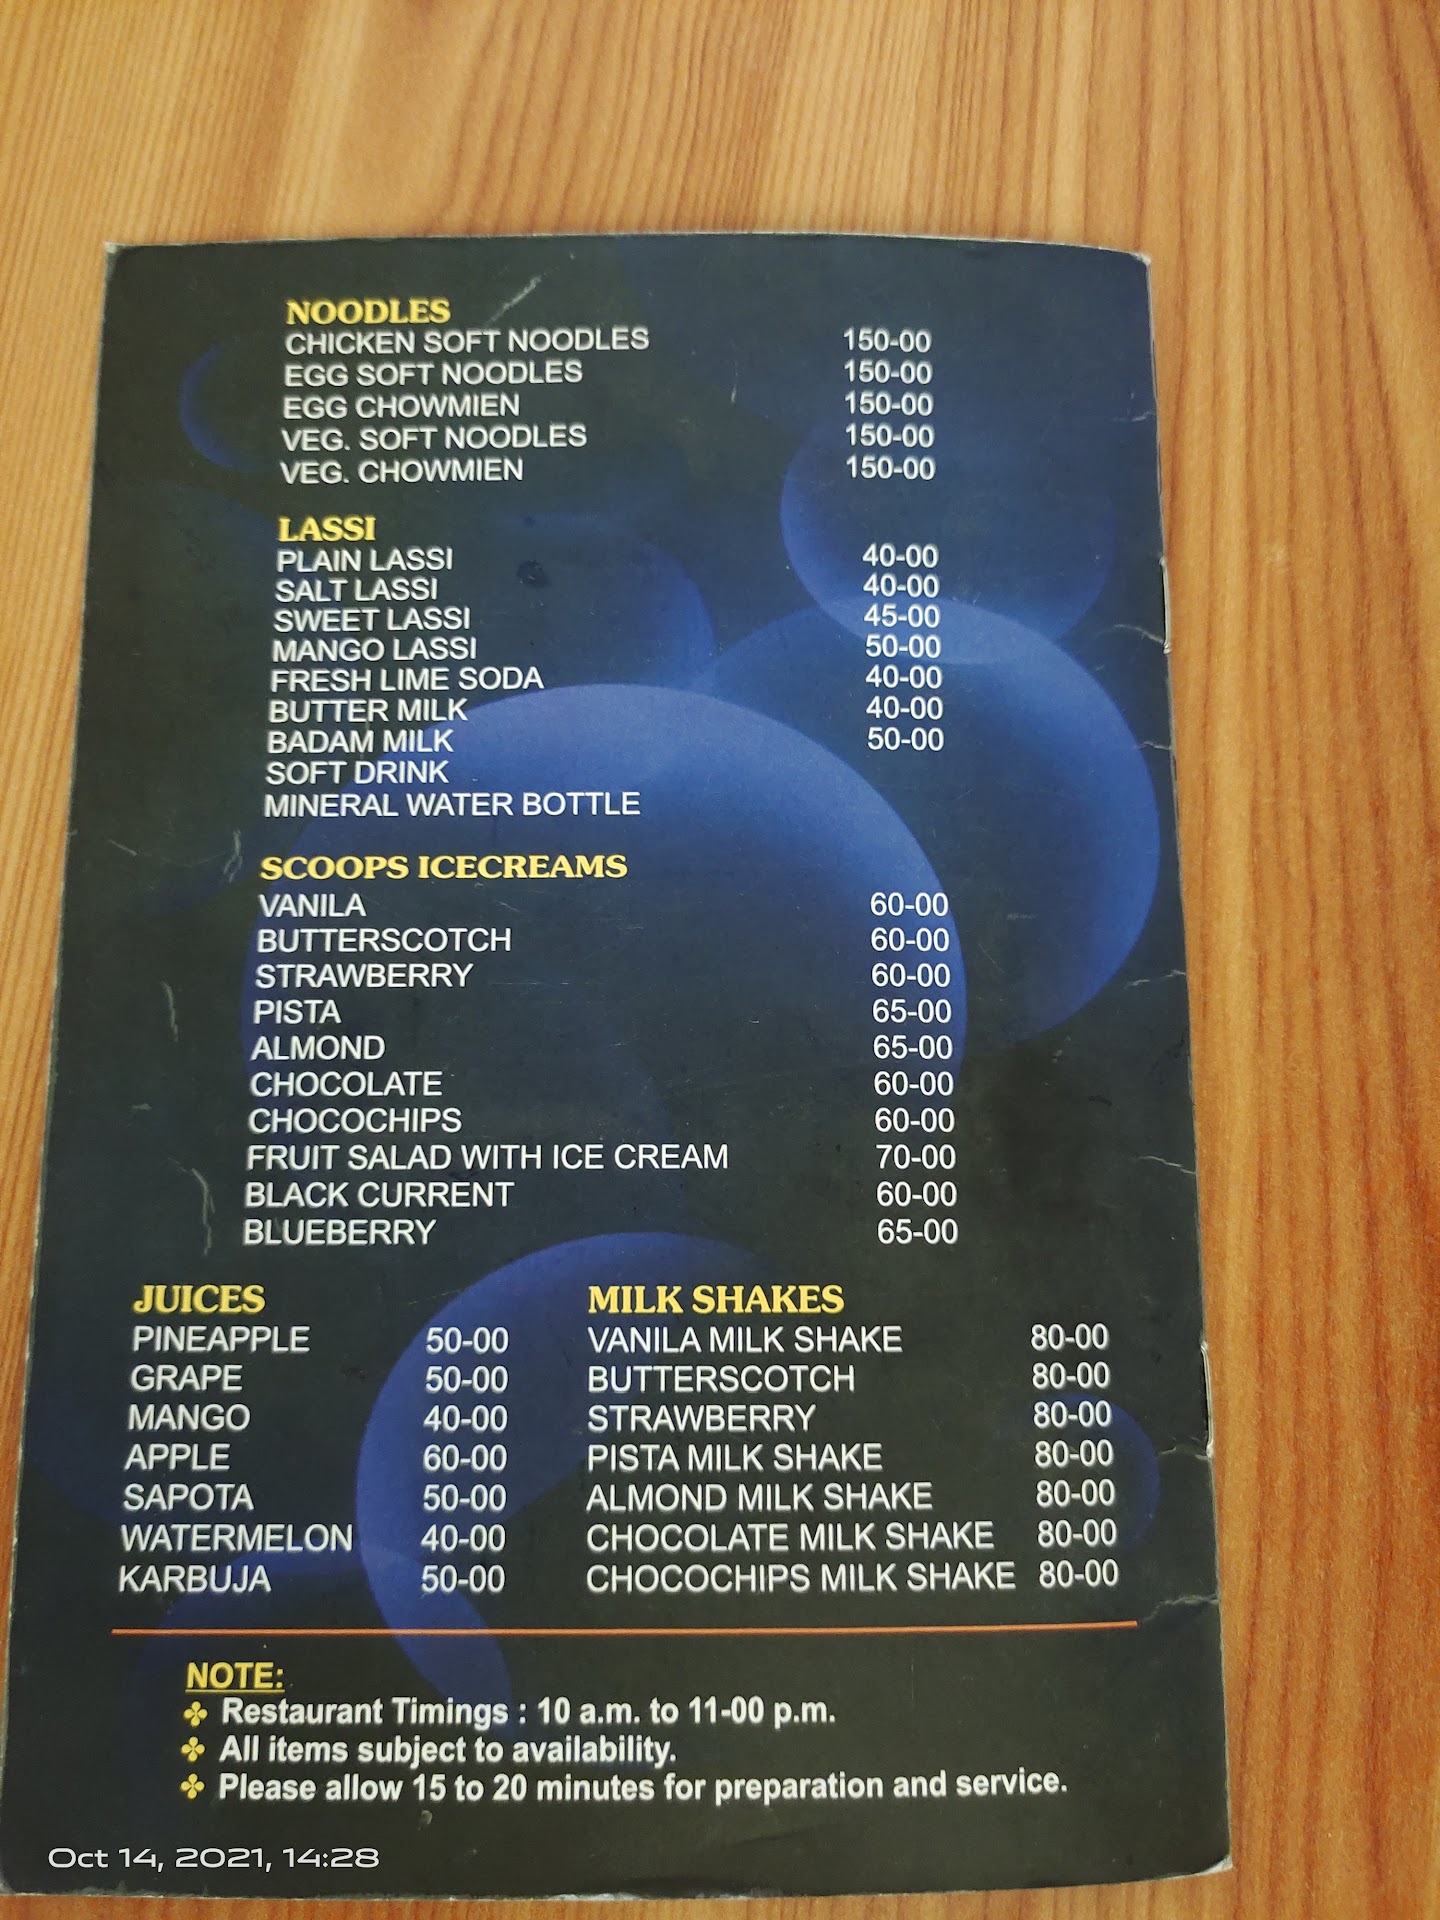 NOODLES
CHICKEN SOFT NOODLES 150-00
EGG SOFT NOODLES 150-00
EGG CHOWMIEN 150-00
VEG. SOFT NOODLES 150-00
VEG. CHOWMIEN 150-00
LASSI
PLAIN LASSI 40-00
SALT LASSI 40-00
SWEET LASSI 45-00
MANGO LASSI 50-00
FRESH LIME SODA 40-00
BUTTER MILK 40-00
BADAM MILK 50-00
SOFT DRINK
MINERAL WATER BOTTLE
SCOOPS ICECREAMS
VANILA 60-00
BUTTERSCOTCH 60-00
STRAWBERRY 60-00
PISTA 65-00
ALMOND 65-00
CHOCOLATE 60-00
CHOCOCHIPS 60-00
FRUIT SALAD WITH ICE CREAM 70-00
BLACK CURRENT 60-00
BLUEBERRY 65-00
JUICES
PINEAPPLE 50-00
GRAPE 50-00
MANGO 40-00
APPLE 60-00
SAPOTA 50-00
WATERMELON 40-00
KARBUJA 50-00
MILK SHAKES
VANILA MILK SHAKE 80-00
BUTTERSCOTCH 80-00
STRAWBERRY 80-00
PISTA MILK SHAKE 80-00
ALMOND MILK SHAKE 80-00
CHOCOLATE MILK SHAKE 80-00
CHOCOCHIPS MILK SHAKE 80-00
NOTE:
Restaurant Timings : 10 a.m. to 11-00 p.m.
All items subject to availability.
Please allow 15 to 20 minutes for preparation and service.
Oct 14, 2021, 14:28